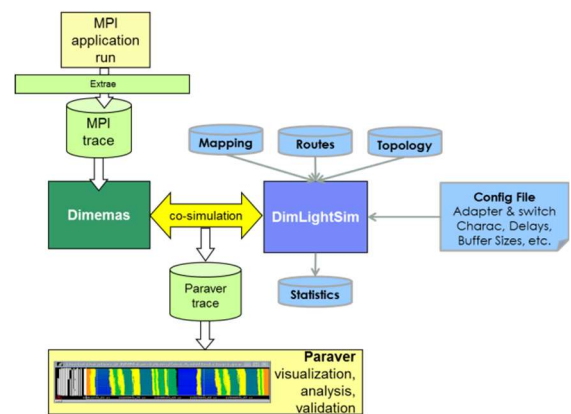 MPI
application
run
Extrae
MPI
trace
Mapping
Routes
Topology
Dimemas
co-simulation
DimLightSim
Config File
Adapter & switch
Charac, Delays,
Buffer Sizes, etc.
Paraver
trace
Statistics
Paraver
visualization,
analysis,
validation